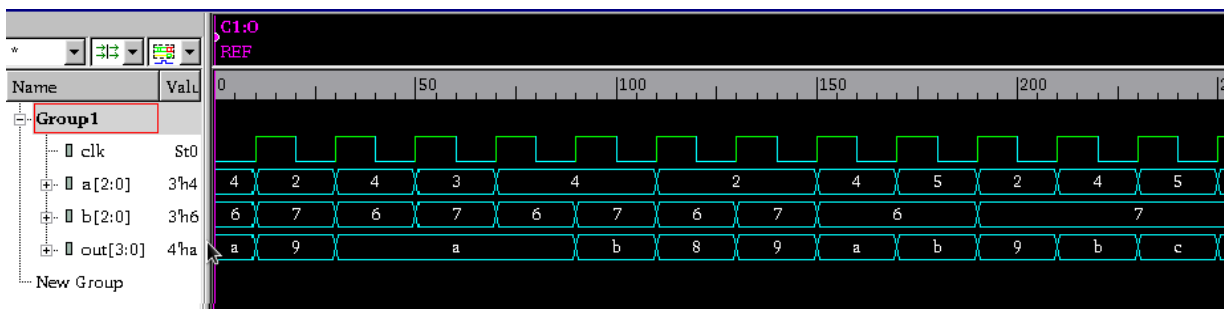 C1:0
REF
*
Name Valu 0 50 100 150 200 2
Group1
clk St0
a[2:0] 3'h4 4 2 4 3 4 2 4 5 2 4 5
b[2:0] 3'h6 6 7 6 7 6 7 6 7 6 7
out[3:0] 4'ha a 9 a b 8 9 a b 9 b c
New Group